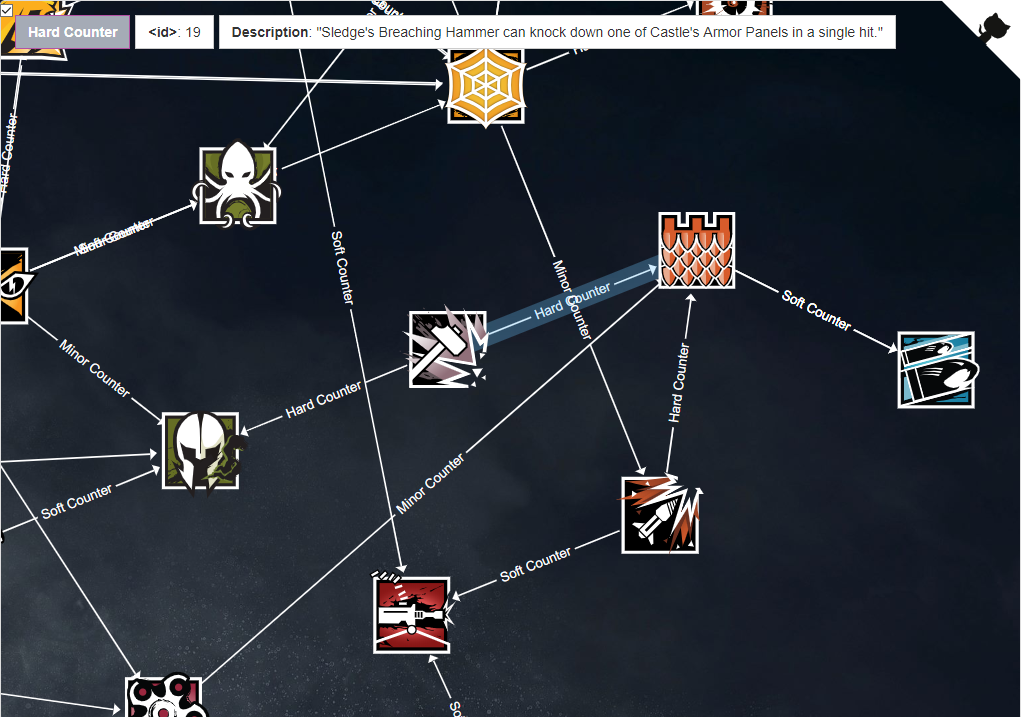 Hard Counter
<id>: 19
Description: "Sledge's Breaching Hammer can knock down one of Castle's Armor Panels in a single hit."
Hard Counter
Soft Counter
Minor Counter
Hard Counter
Soft Counter
Minor Counter
Hard Counter
Hard Counter
Minor Counter
Soft Counter
Soft Counter